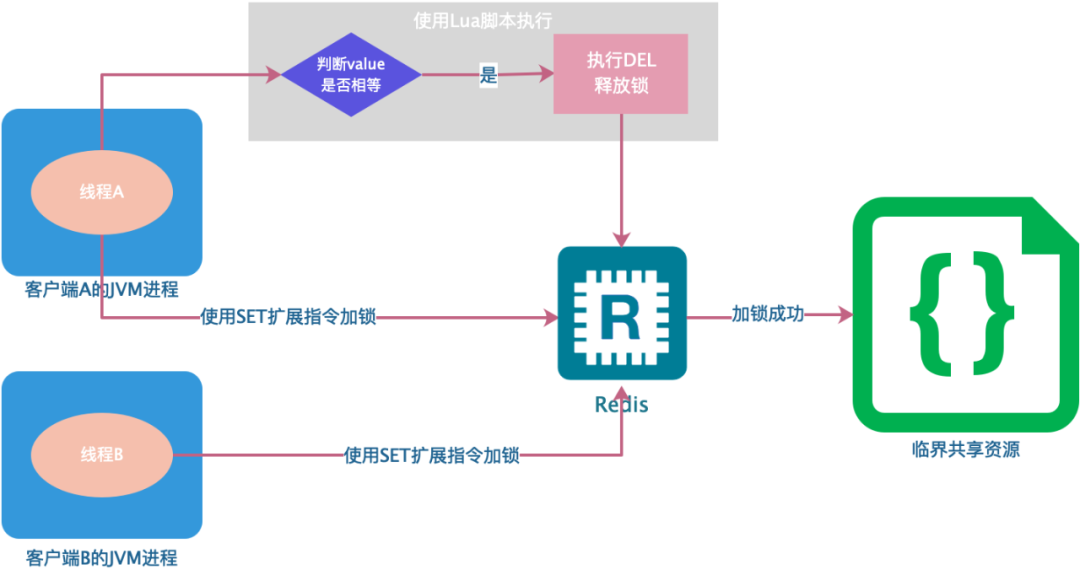 使用Lua脚本执行
判断value
是否相等
是
执行DEL
释放锁
线程A
客户端A的JVM进程
使用SET扩展指令加锁
R
加锁成功
{}
Redis
临界共享资源
线程B
使用SET扩展指令加锁
客户端B的JVM进程